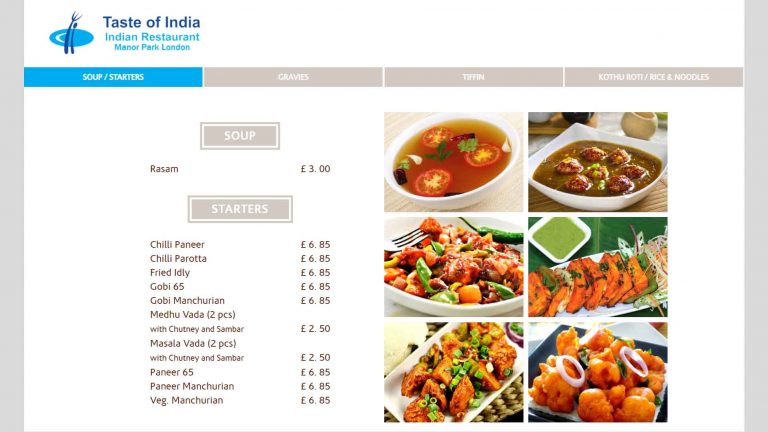 Taste of India
Indian Restaurant
Manor Park London
SOUP / STARTERS
GRAVIES
TIFFIN
KOTHU ROTI / RICE & NOODLES
SOUP
Rasam £ 3. 00
STARTERS
Chilli Paneer £ 6. 85
Chilli Parotta £ 6. 85
Fried Idly £ 6. 85
Gobi 65 £ 6. 85
Gobi Manchurian £ 6. 85
Medhu Vada (2 pcs)
with Chutney and Sambar £ 2. 50
Masala Vada (2 pcs)
with Chutney and Sambar £ 2. 50
Paneer 65 £ 6. 85
Paneer Manchurian £ 6. 85
Veg. Manchurian £ 6. 85